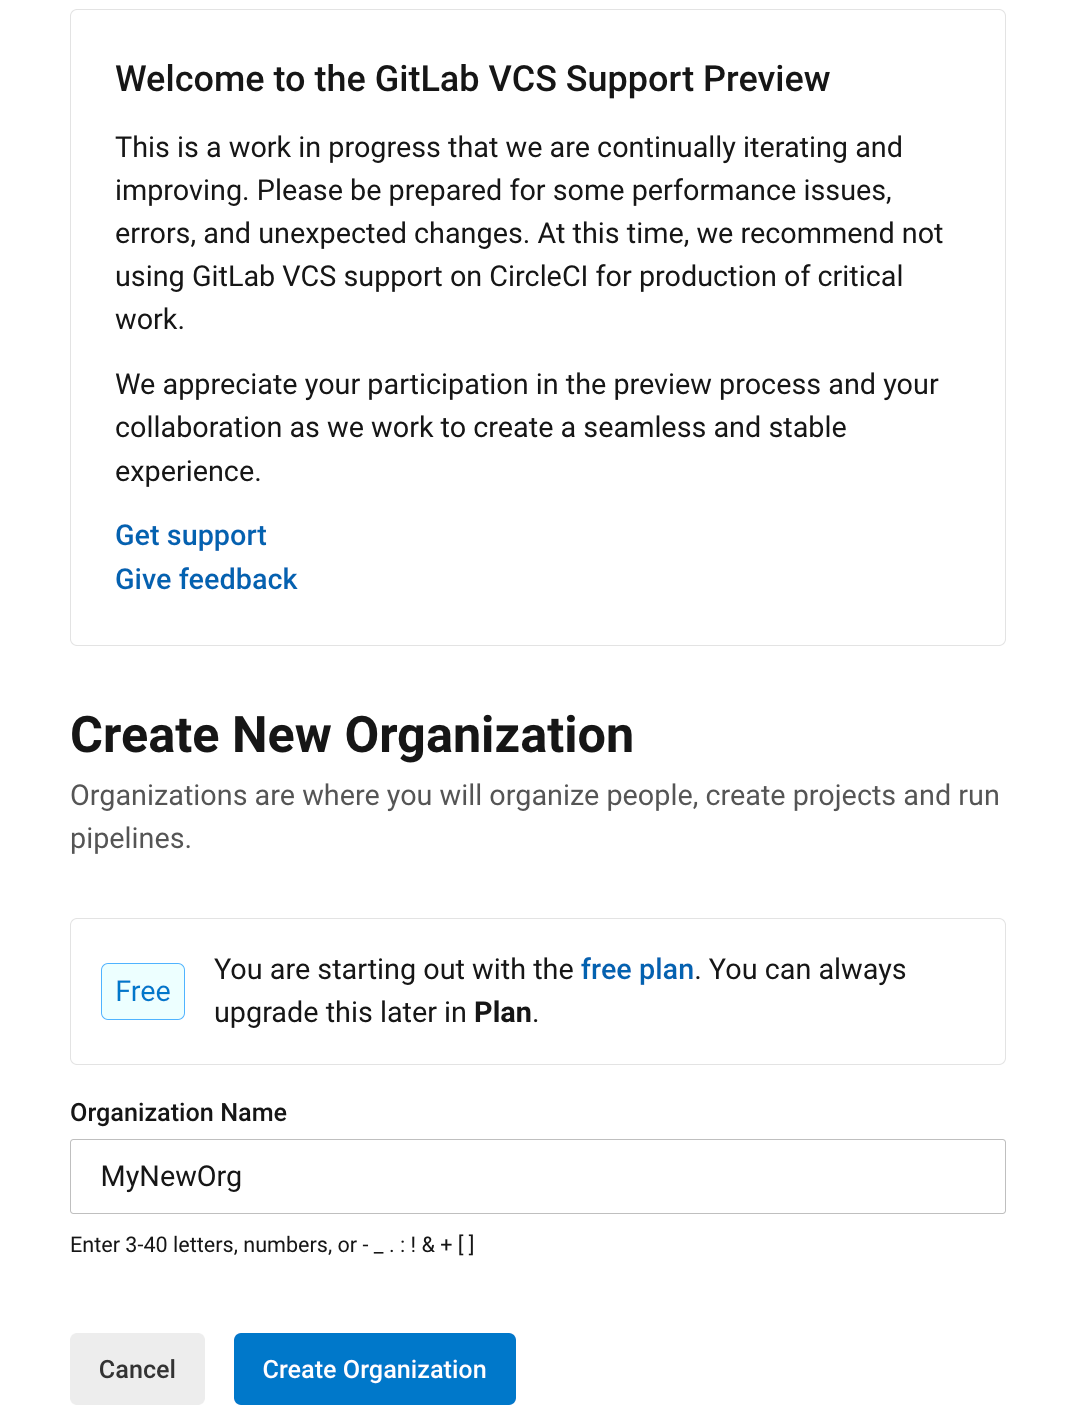 Welcome to the GitLab VCS Support Preview
This is a work in progress that we are continually iterating and
improving. Please be prepared for some performance issues,
errors, and unexpected changes. At this time, we recommend not
using GitLab VCS support on CircleCI for production of critical
work.
We appreciate your participation in the preview process and your
collaboration as we work to create a seamless and stable
experience.
Get support
Give feedback
Create New Organization
Organizations are where you will organize people, create projects and run
pipelines.
Free
You are starting out with the free plan. You can always
upgrade this later in Plan.
Organization Name
MyNewOrg
Enter 3-40 letters, numbers, or - _ . : ! & + [ ]
Cancel
Create Organization